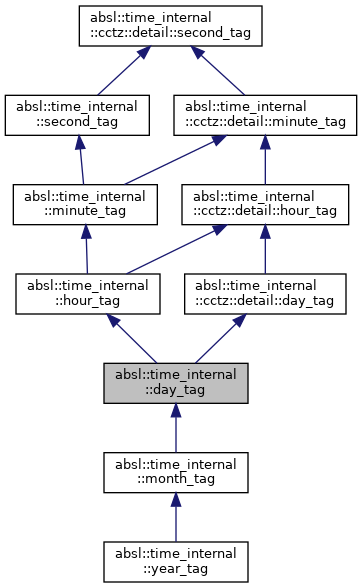 absl::time_internal
::cctz::detail::second_tag
absl::time_internal
::second_tag
absl::time_internal
::cctz::detail::minute_tag
absl::time_internal
::minute_tag
absl::time_internal
::cctz::detail::hour_tag
absl::time_internal
::hour_tag
absl::time_internal
::cctz::detail::day_tag
absl::time_internal
::day_tag
absl::time_internal
::month_tag
absl::time_internal
::year_tag